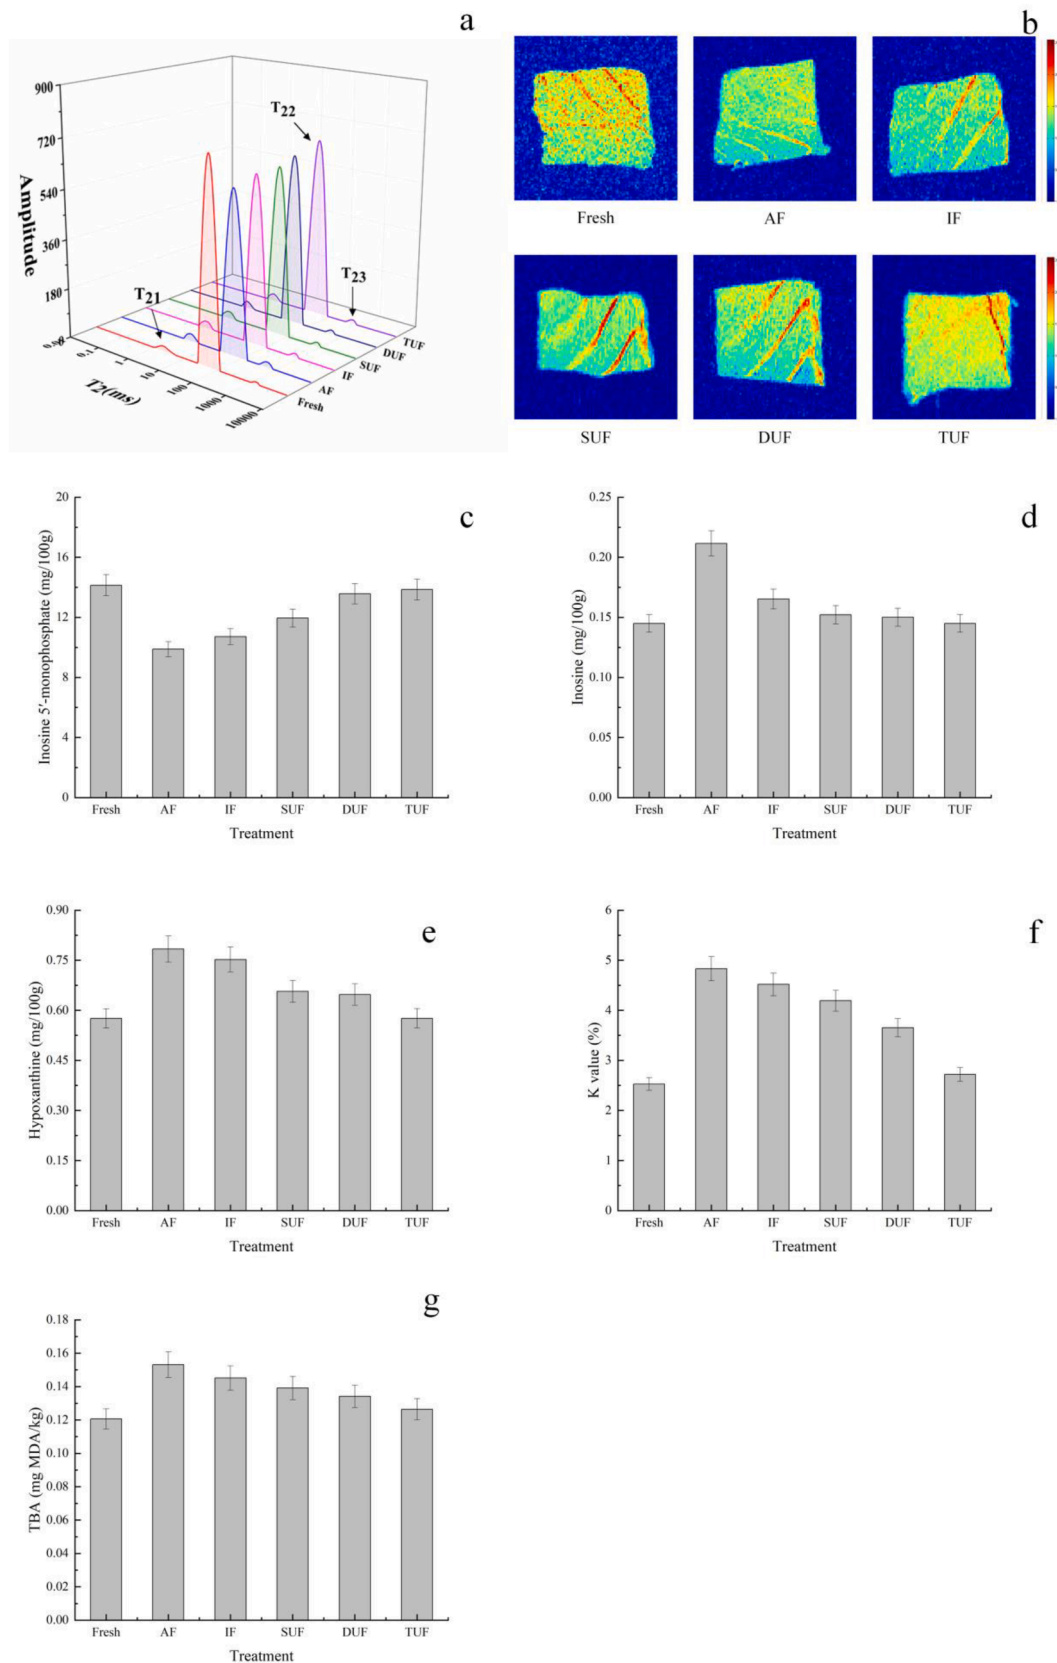 a
b
900
720
540
360
180
0
Amplitude
T22
T21
T23
0.1
1
10
100
1000
10000
T2(ms)
TUF
DUF
SUF
IF
AF
Fresh
Fresh
AF
IF
SUF
DUF
TUF
c
20
16
12
8
4
0
Inosine 5′-monophosphate (mg/100g)
Fresh AF IF SUF DUF TUF
Treatment
d
0.25
0.20
0.15
0.10
0.05
0.00
Inosine (mg/100g)
Fresh AF IF SUF DUF TUF
Treatment
e
0.90
0.75
0.60
0.45
0.30
0.15
0.00
Hypoxanthine (mg/100g)
Fresh AF IF SUF DUF TUF
Treatment
f
6
5
4
3
2
1
0
K value (%)
Fresh AF IF SUF DUF TUF
Treatment
g
0.18
0.16
0.14
0.12
0.10
0.08
0.06
0.04
0.02
0.00
TBA (mg MDA/kg)
Fresh AF IF SUF DUF TUF
Treatment